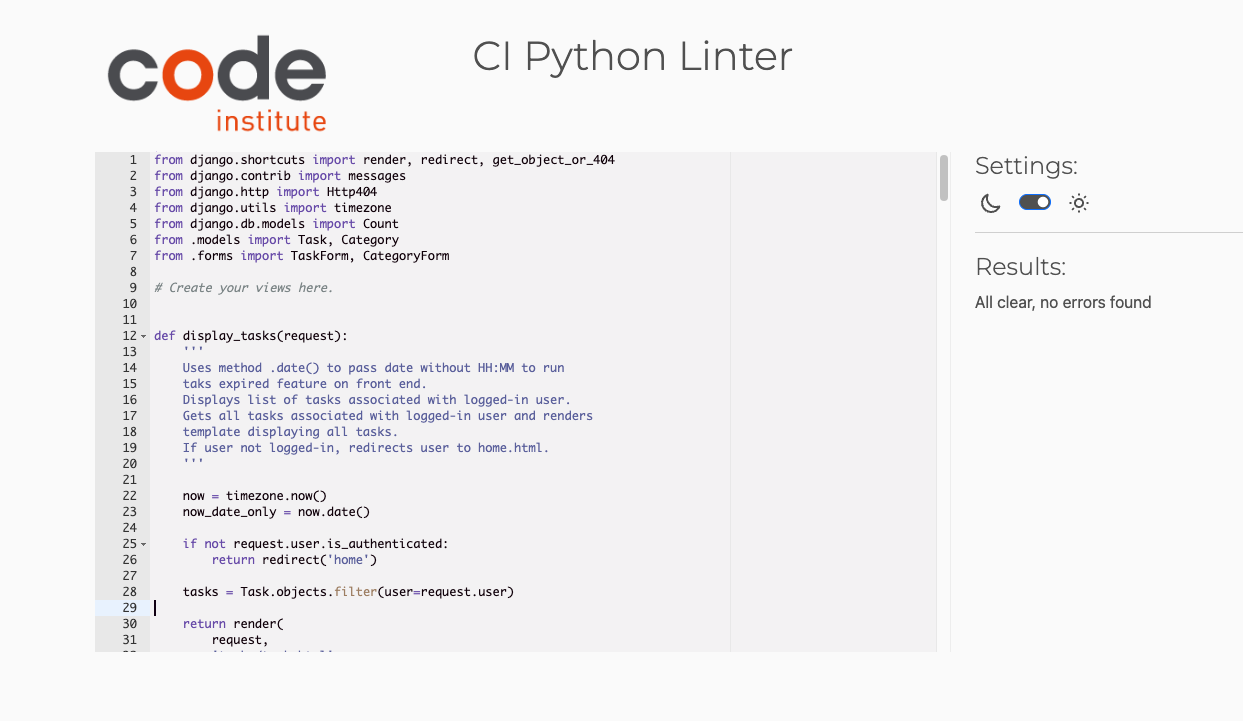 code
institute
CI Python Linter
1 from django.shortcuts import render, redirect, get_object_or_404
2 from django.contrib import messages
3 from django.http import Http404
4 from django.utils import timezone
5 from django.db.models import Count
6 from .models import Task, Category
7 from .forms import TaskForm, CategoryForm
8
9 # Create your views here.
10
11
12 def display_tasks(request):
13     '''
14     Uses method .date() to pass date without HH:MM to run
15     taks expired feature on front end.
16     Displays list of tasks associated with logged-in user.
17     Gets all tasks associated with logged-in user and renders
18     template displaying all tasks.
19     If user not logged-in, redirects user to home.html.
20     '''
21
22     now = timezone.now()
23     now_date_only = now.date()
24
25     if not request.user.is_authenticated:
26         return redirect('home')
27
28     tasks = Task.objects.filter(user=request.user)
29
30     return render(
31         request,
Settings:
Results:
All clear, no errors found